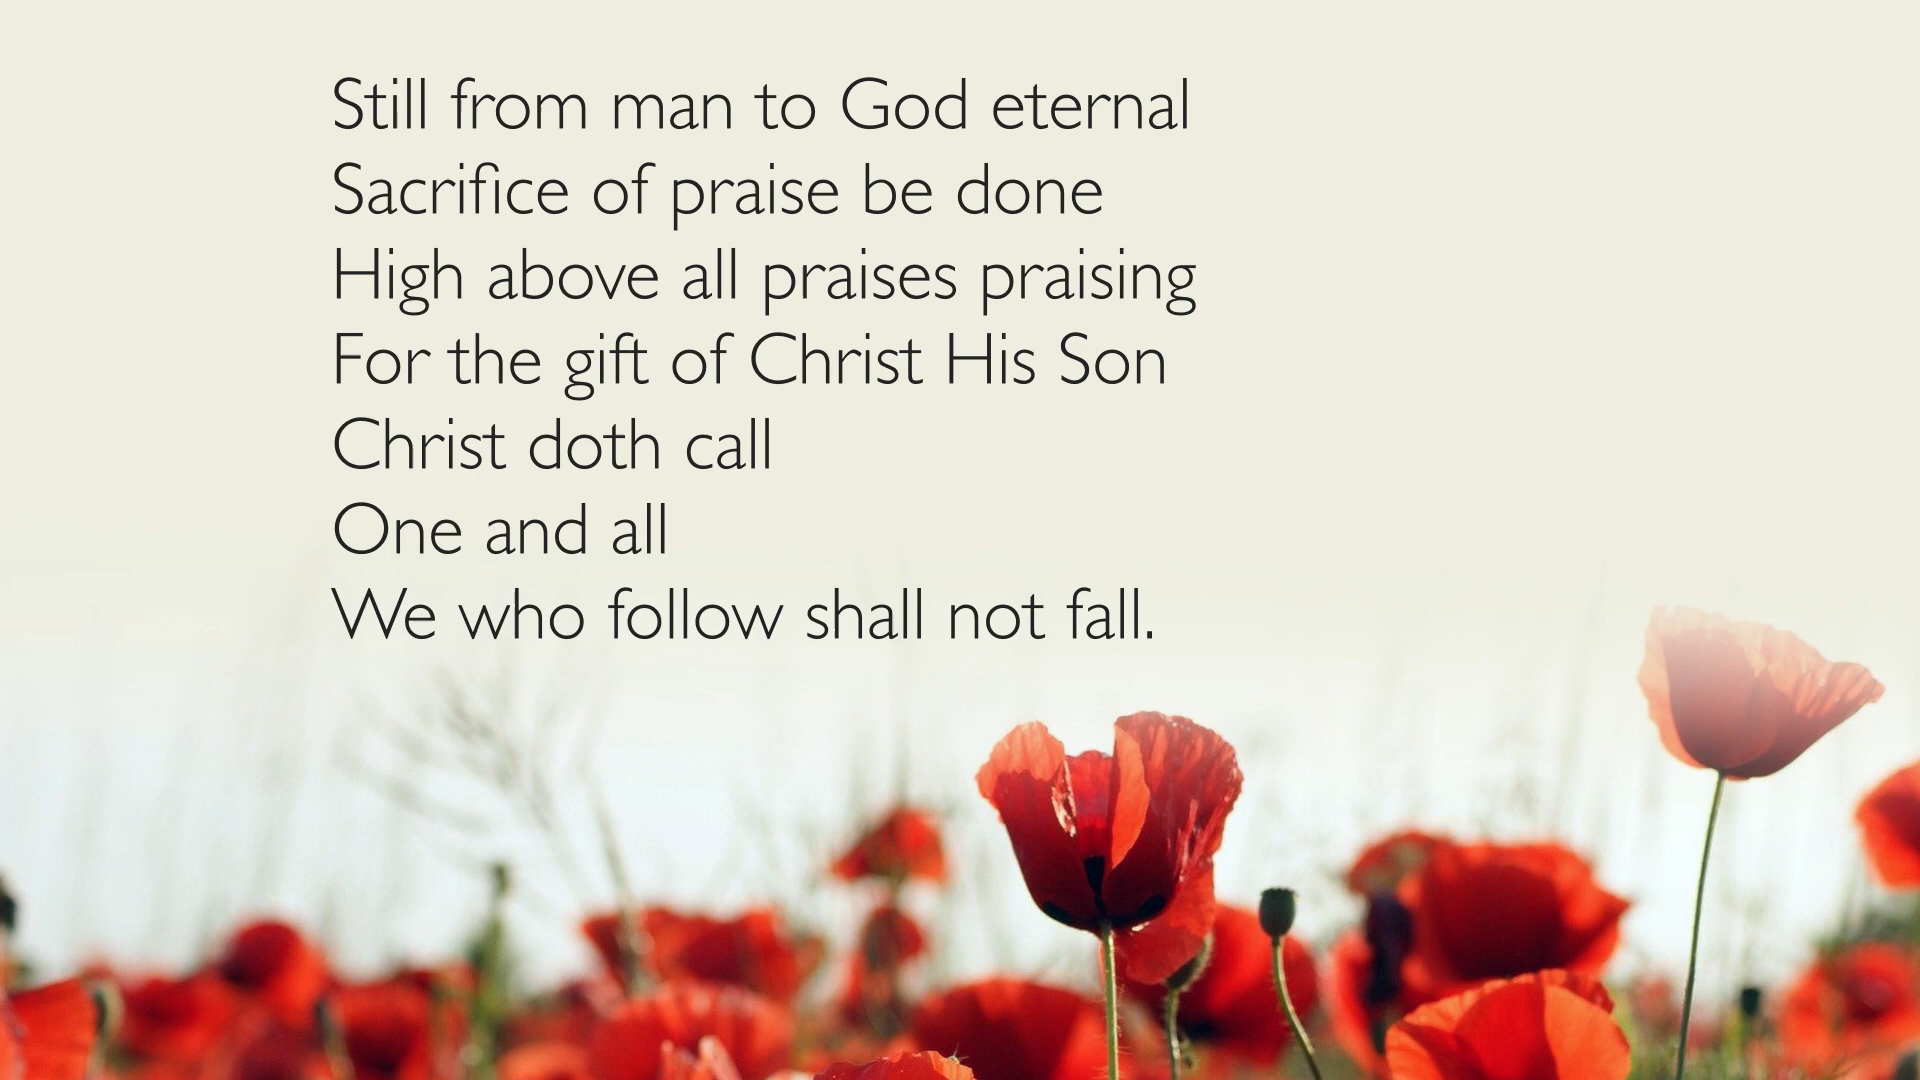 Still from man to God eternal
Sacrifice of praise be done
High above all praises praising
For the gift of Christ His Son
Christ doth call
One and all
We who follow shall not fall.